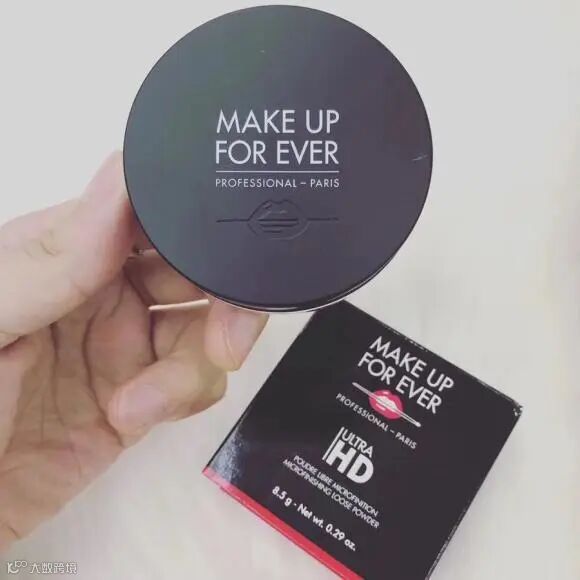 MAKE UP
FOR EVER
PROFESSIONAL – PARIS
MAKE UP
FOR EVER
PROFESSIONAL – PARIS
ULTRA
HD
POUDRE LIBRE MICROFINITION
MICROFINISHING LOOSE POWDER
8.5 g - Net wt. 0.29 oz.
大数跨境